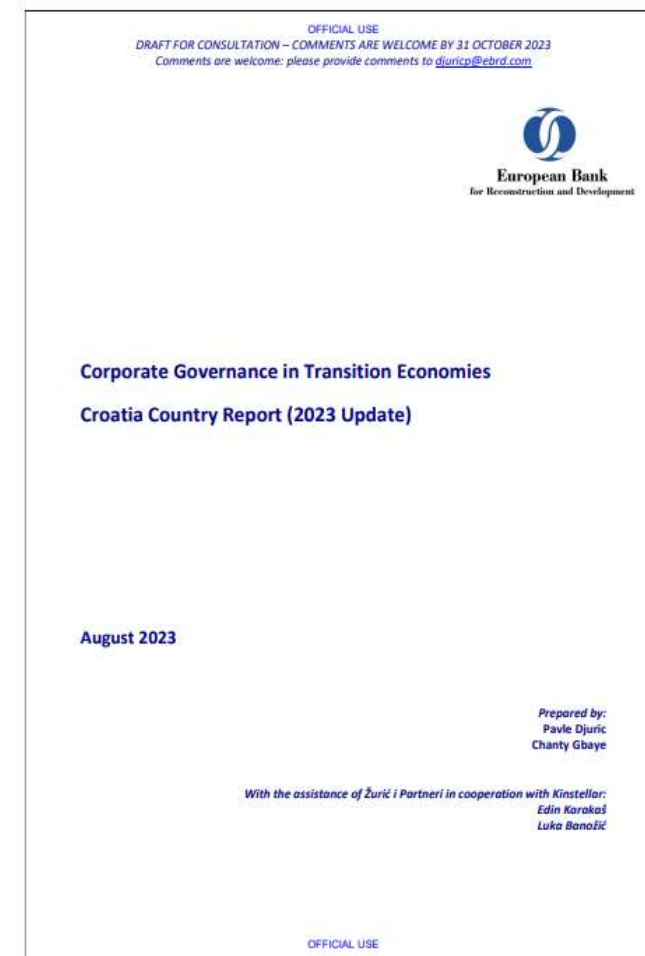 OFFICIAL USE
DRAFT FOR CONSULTATION – COMMENTS ARE WELCOME BY 31 OCTOBER 2023
Comments are welcome: please provide comments to djuricp@ebrd.com
European Bank
for Reconstruction and Development
Corporate Governance in Transition Economies
Croatia Country Report (2023 Update)
August 2023
Prepared by:
Pavle Djuric
Chanty Gbaye
With the assistance of Žurić i Partneri in cooperation with Kinstellar:
Edin Karakaš
Luka Banožić
OFFICIAL USE